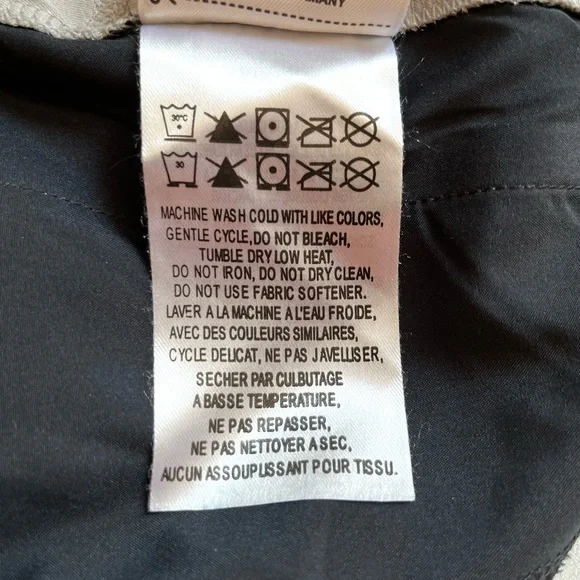 MANY
30°C
30
MACHINE WASH COLD WITH LIKE COLORS,
GENTLE CYCLE,DO NOT BLEACH,
TUMBLE DRY LOW HEAT,
DO NOT IRON, DO NOT DRY CLEAN,
DO NOT USE FABRIC SOFTENER.
LAVER A LA MACHINE A L'EAU FROIDE,
AVEC DES COULEURS SIMILAIRES,
CYCLE DELICAT, NE PAS JAVELLISER,
SECHER PAR CULBUTAGE
A BASSE TEMPERATURE,
NE PAS REPASSER,
NE PAS NETTOYER A SEC,
AUCUN ASSOUPLISSANT POUR TISSU.